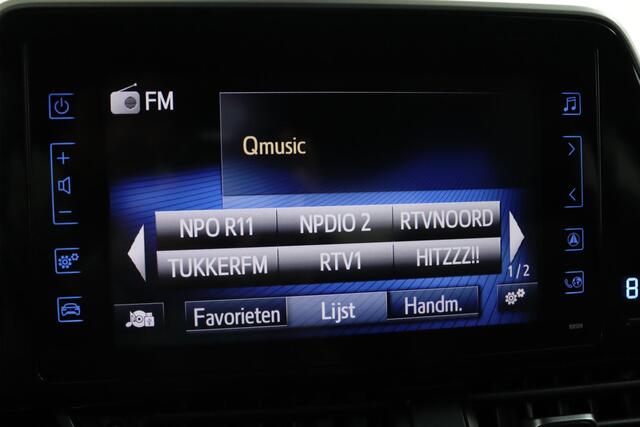 FM
Qmusic
NPO R11 NPDIO 2 RTVNOORD
TUKKERFM RTV1 HITZZZ!!
1/2
Favorieten Lijst Handm.
8